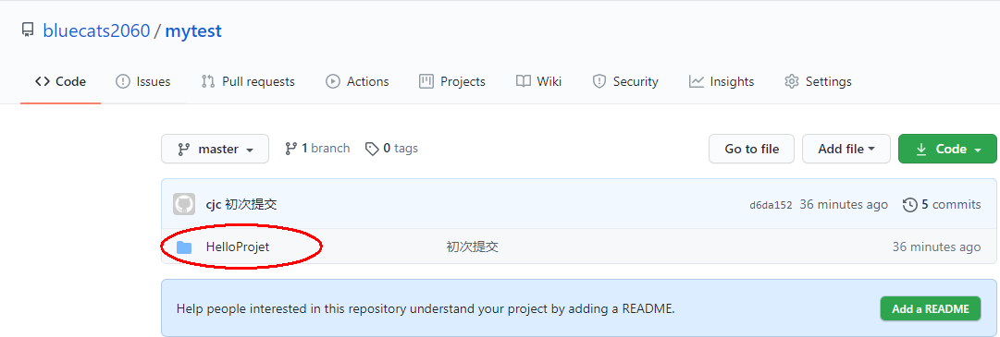 bluecats2060 / mytest
Code Issues Pull requests Actions Projects Wiki Security Insights Settings
master 1 branch 0 tags Go to file Add file Code
cjc 初次提交 d6da152 36 minutes ago 5 commits
HelloProjet 初次提交 36 minutes ago
Help people interested in this repository understand your project by adding a README. Add a README